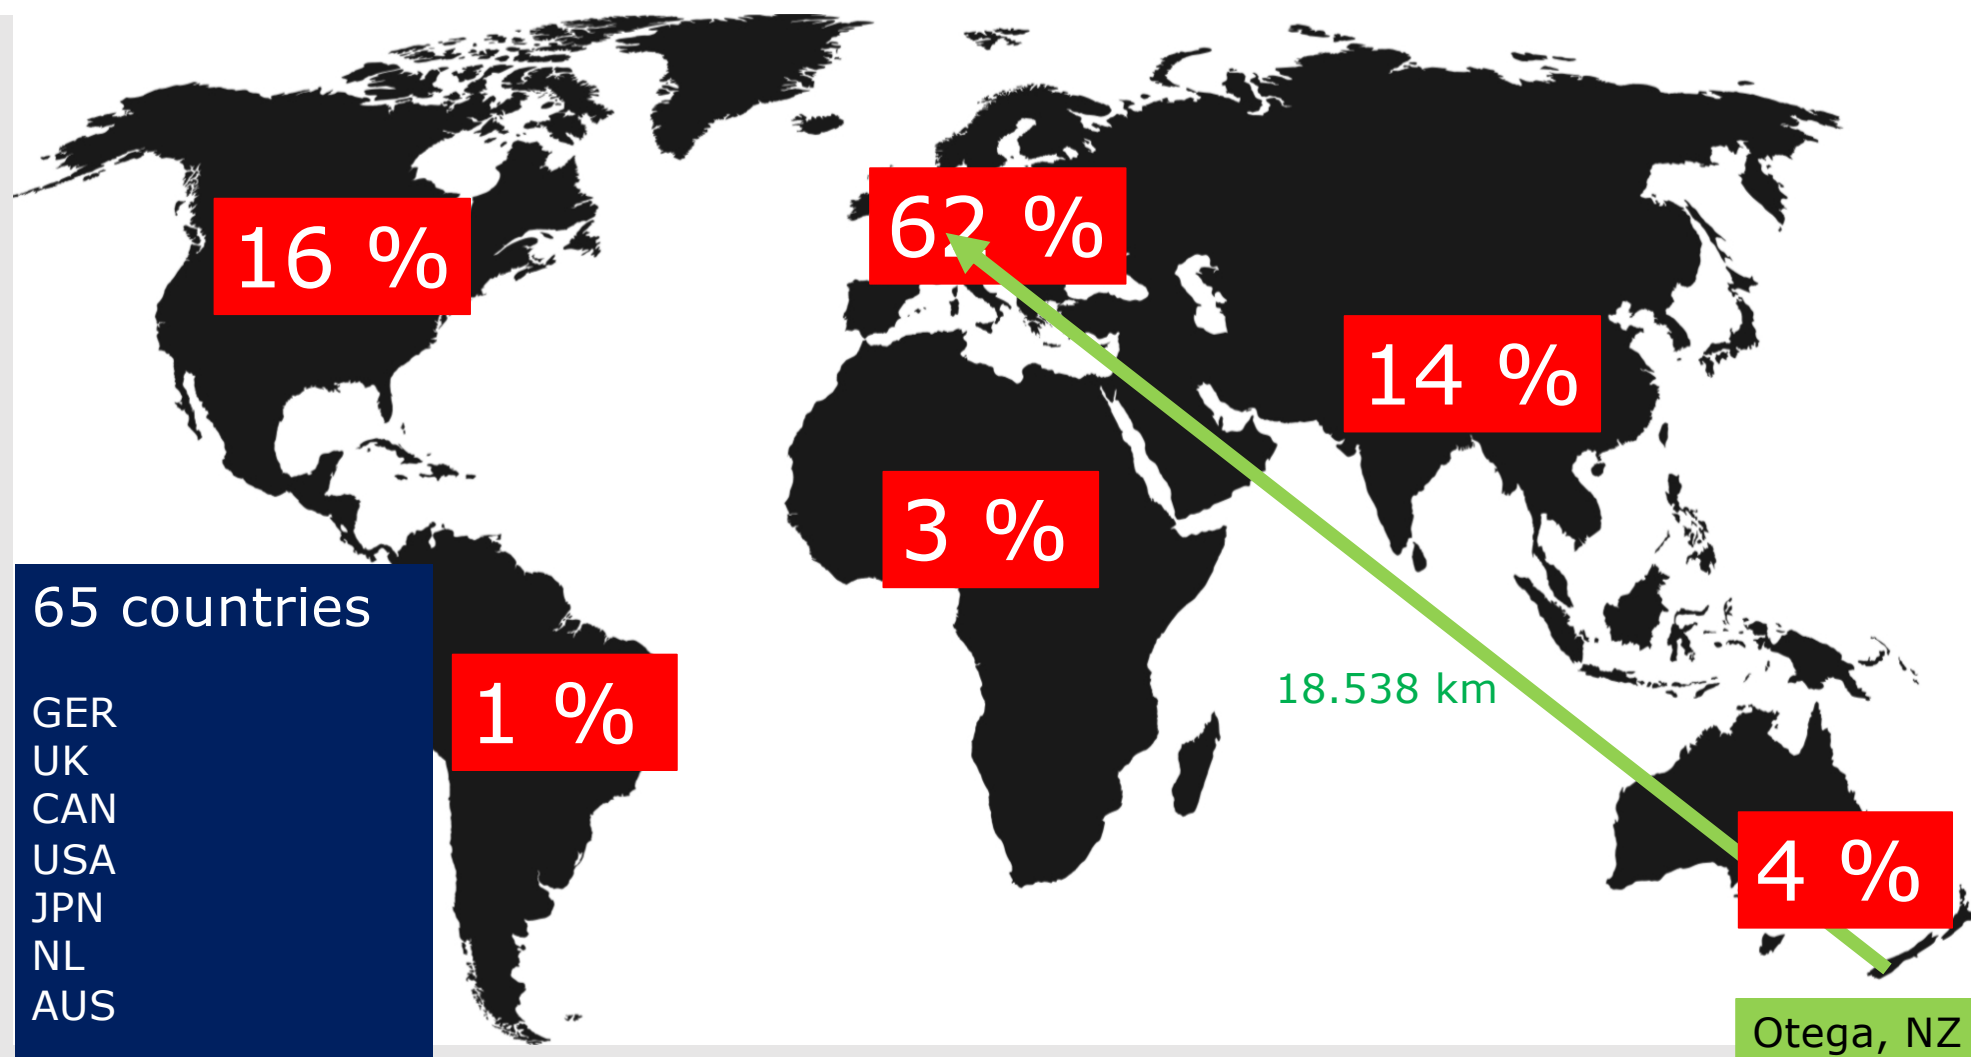 62 %
16 %
14 %
3 %
65 countries
1 %
18.538 km
GER
UK
CAN
USA
4 %
JPN
NL
AUS
Otega, NZ